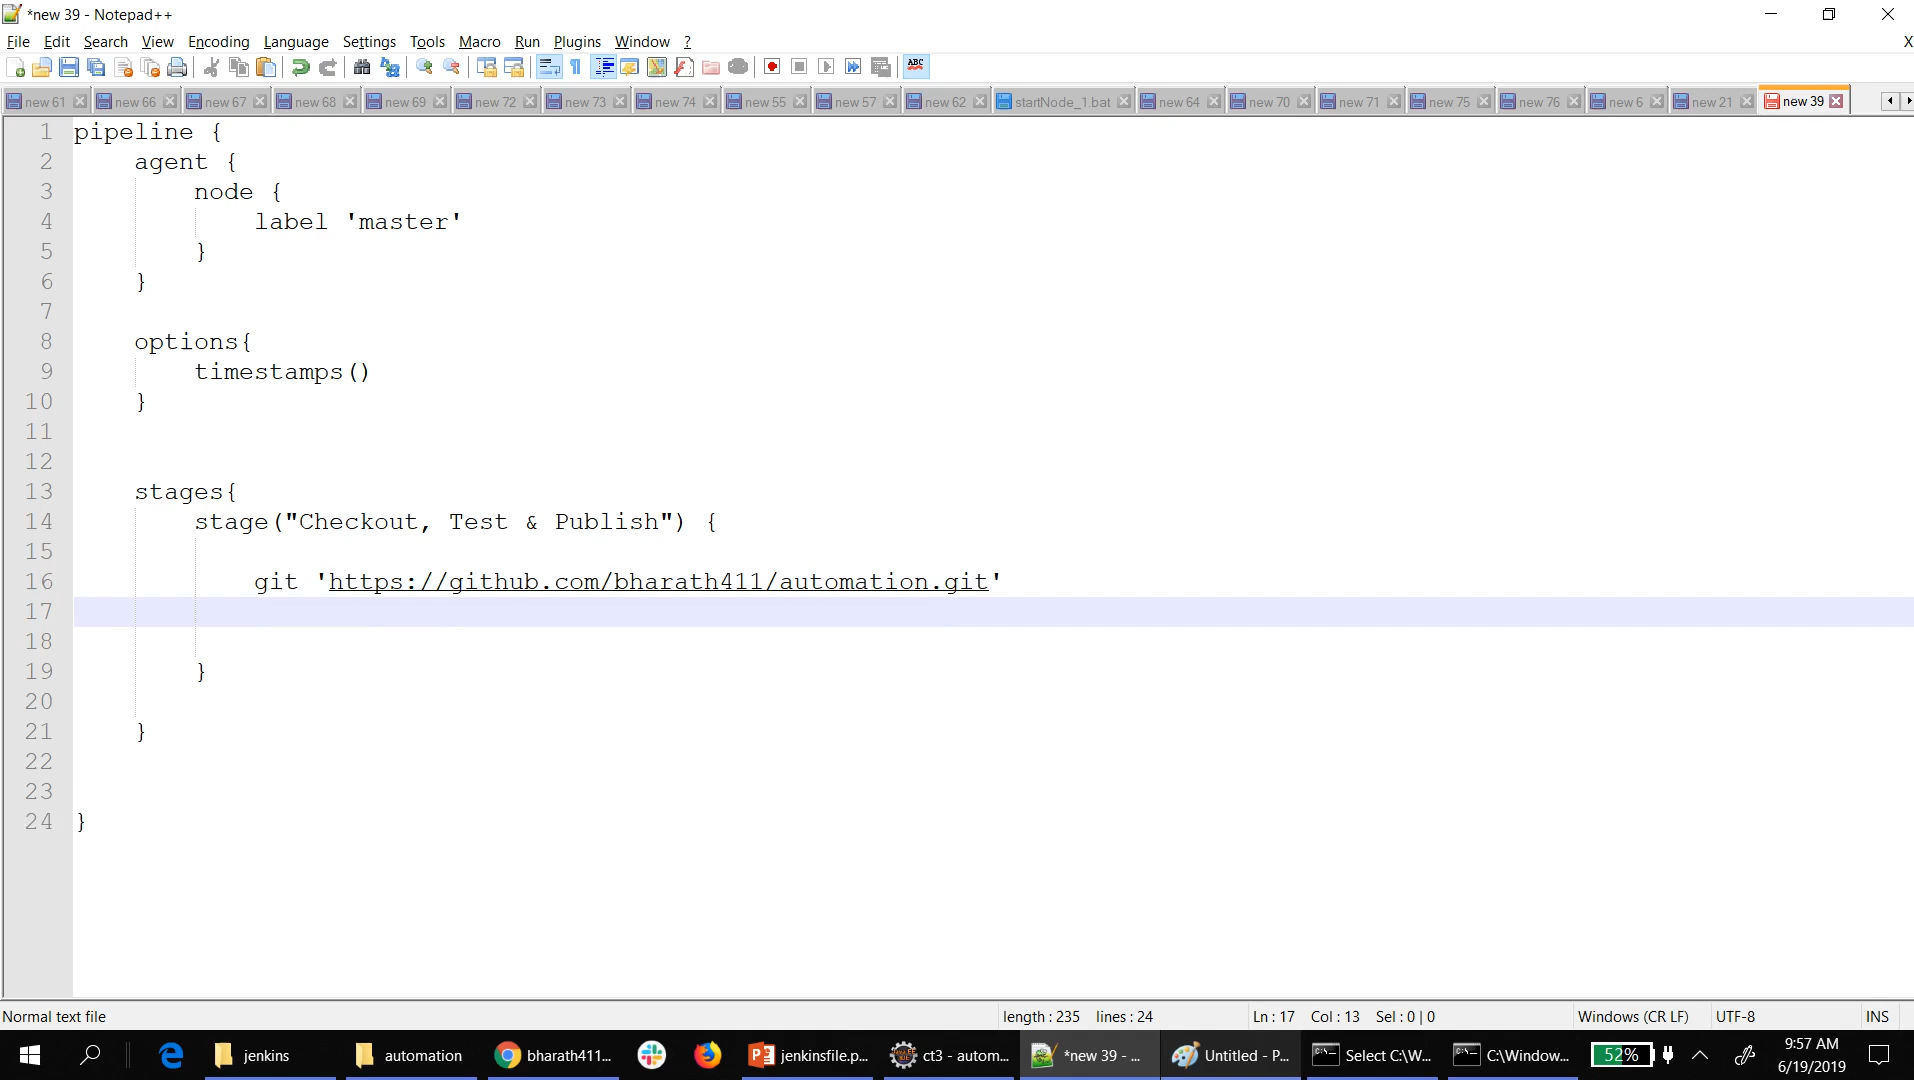 *new 39 - Notepad++
File Edit Search View Encoding Language Settings Tools Macro Run Plugins Window ?
X
ABC
new 61 new 66 new 67 new 68 new 69 new 72 new 73 new 74 new 55 new 57 new 62 startNode_1.bat new 64 new 70 new 71 new 75 new 76 new 6 new 21 new 39
1 pipeline {
2 agent {
3 node {
4 label 'master'
5 }
6 }
7
8 options{
9 timestamps()
10 }
11
12
13 stages{
14 stage("Checkout, Test & Publish") {
15
16 git 'https://github.com/bharath411/automation.git'
17
18
19 }
20
21 }
22
23
24 }
Normal text file length : 235 lines : 24 Ln : 17 Col : 13 Sel : 0 | 0 Windows (CR LF) UTF-8 INS
jenkins automation bharath411... jenkinsfile.p... ct3 - autom... *new 39 - ... Untitled - P... Select C:\W... C:\Window... 52% 9:57 AM
6/19/2019